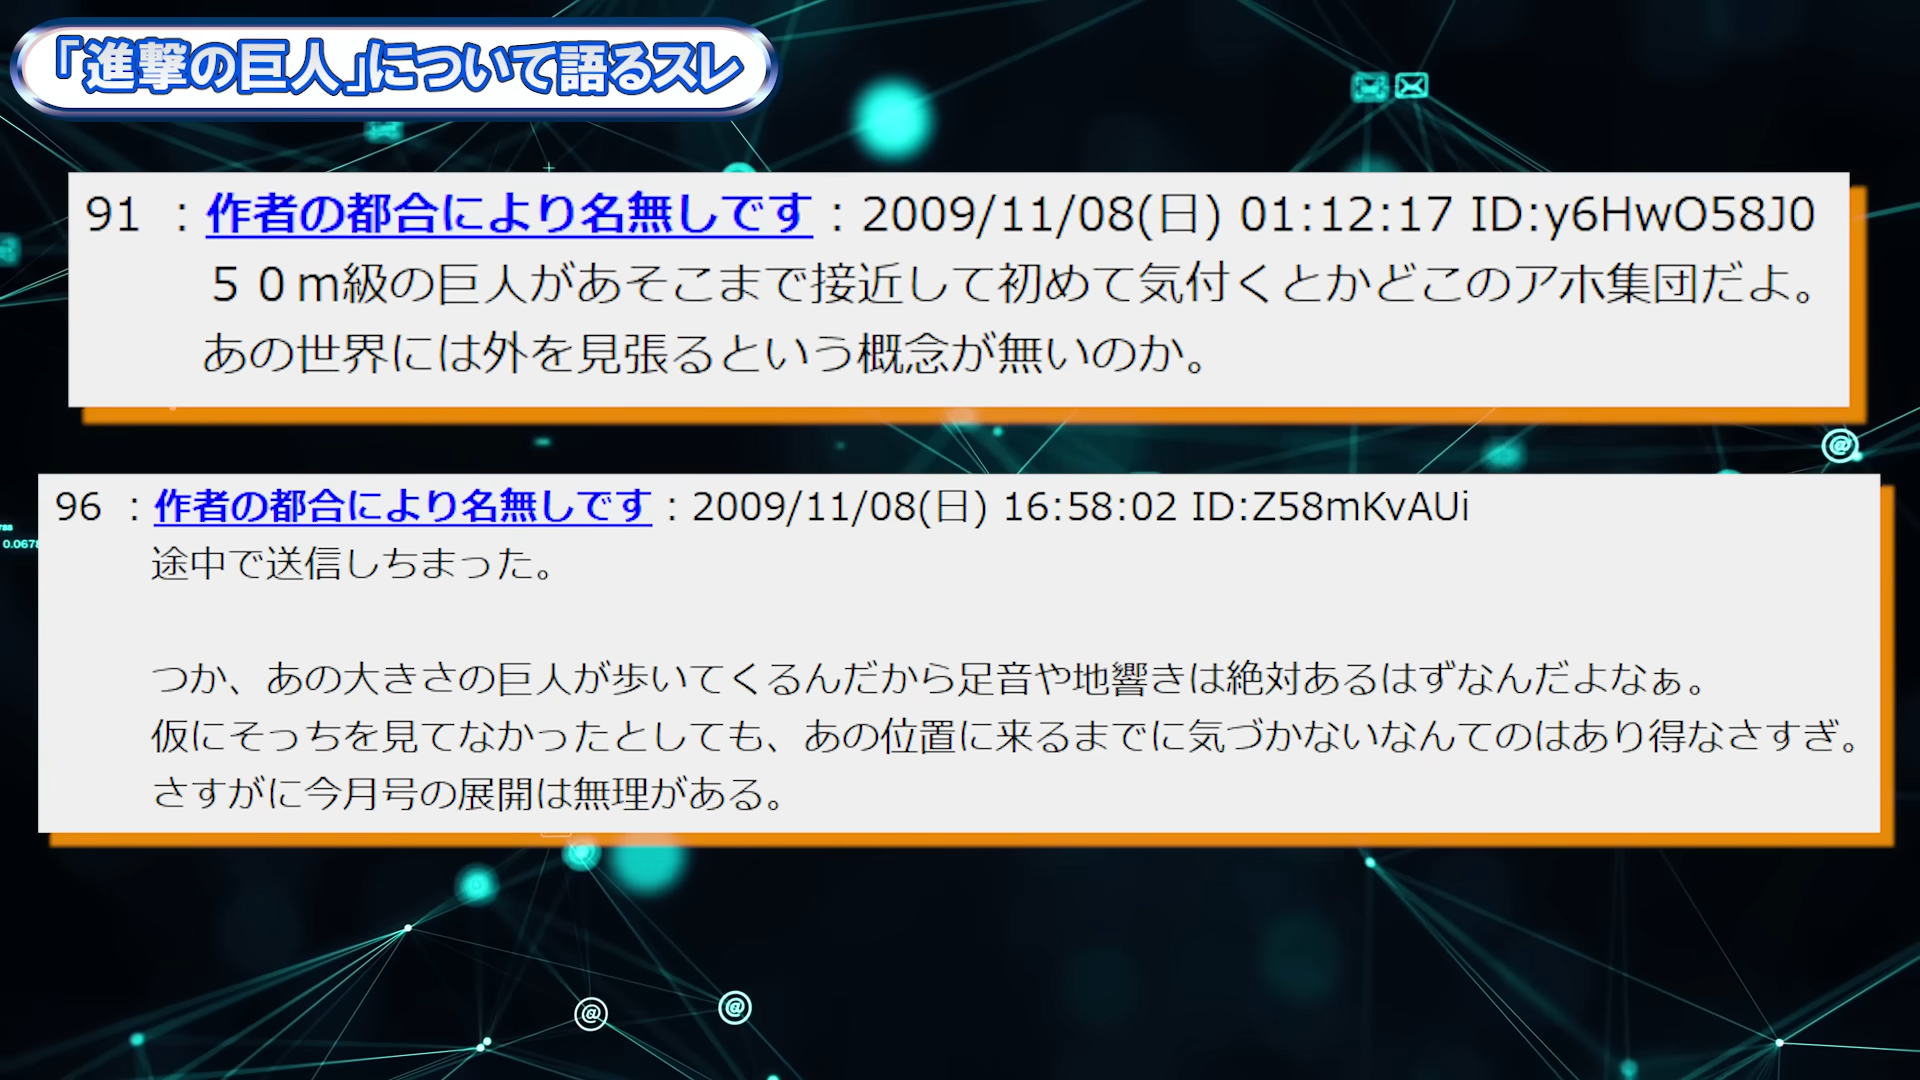 「進撃の巨人」について語るスレ
91 ：作者の都合により名無しです：2009/11/08(日) 01:12:17 ID:y6HwO58J0
５０ｍ級の巨人があそこまで接近して初めて気付くとかどこのアホ集団だよ。
あの世界には外を見張るという概念が無いのか。
96 ：作者の都合により名無しです：2009/11/08(日) 16:58:02 ID:Z58mKvAUi
途中で送信しちまった。
つか、あの大きさの巨人が歩いてくるんだから足音や地響きは絶対あるはずなんだよなぁ。
仮にそっちを見てなかったとしても、あの位置に来るまでに気づかないなんてのはあり得なさすぎ。
さすがに今月号の展開は無理がある。